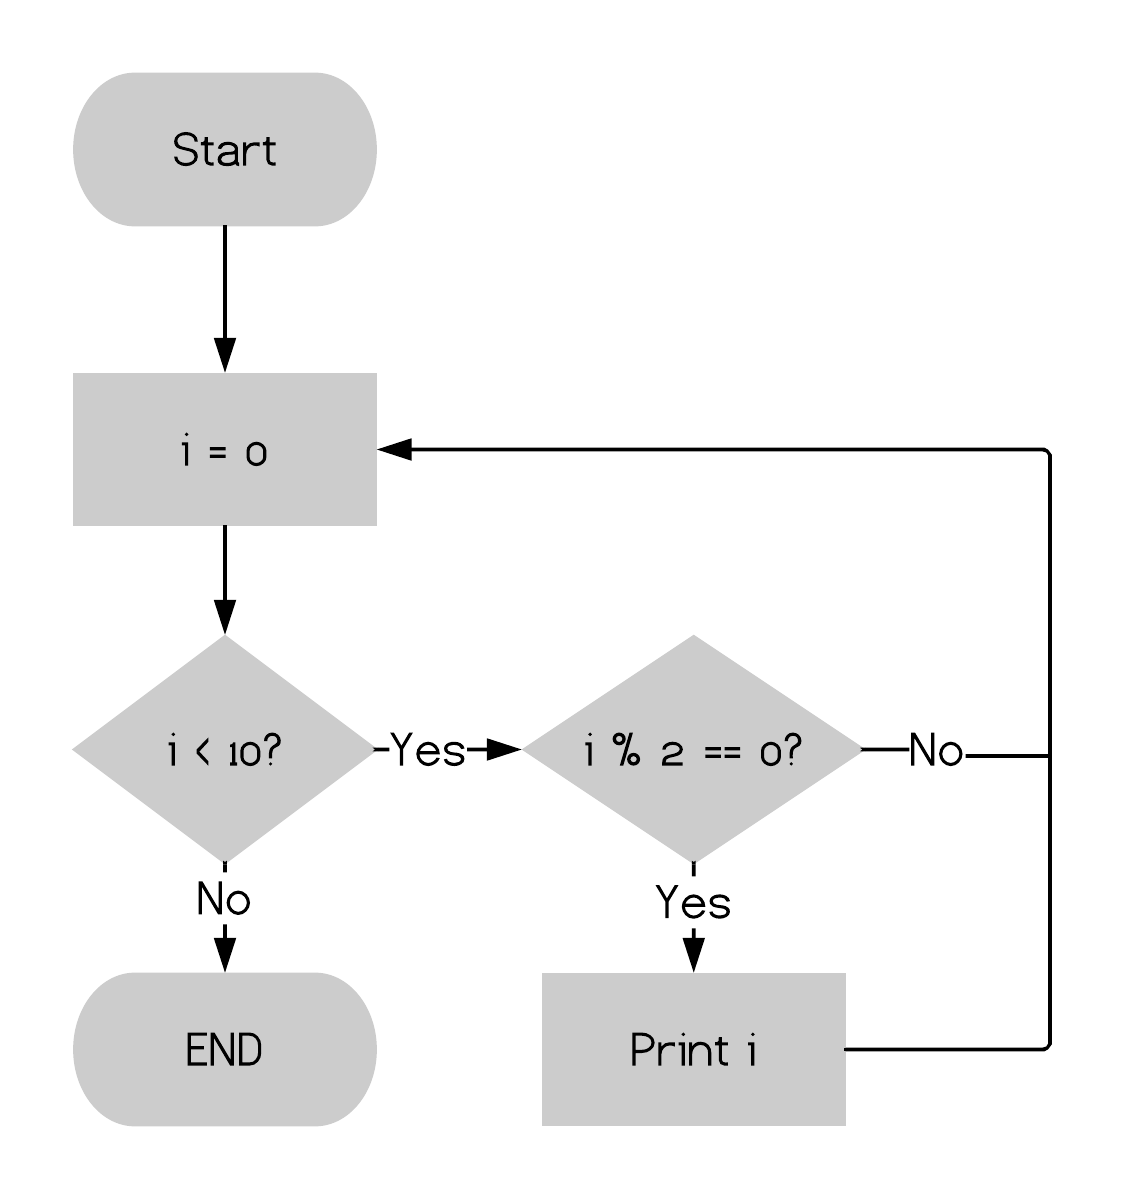 Start
i = 0
i < 10?
Yes
i % 2 == 0?
No
No
Yes
END
Print i